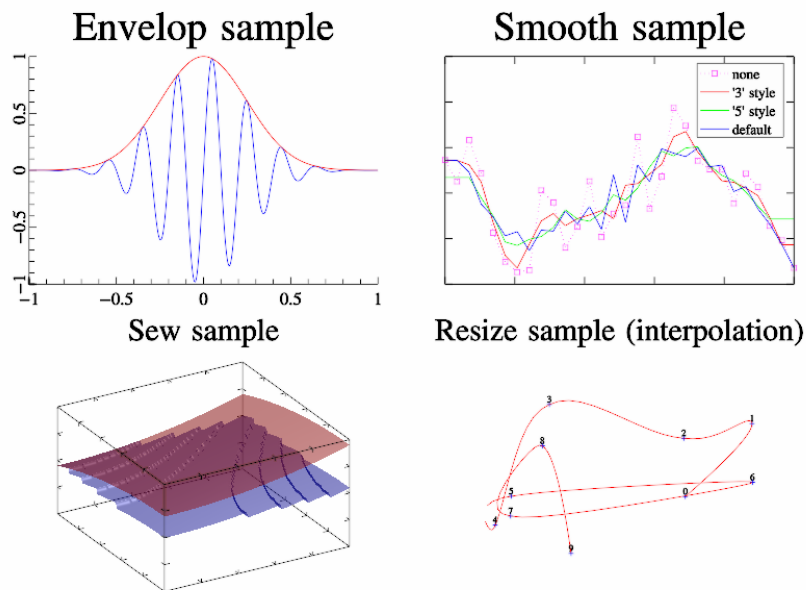 Envelop sample
Smooth sample
1
0.5
0
−0.5
−1
−1
−0.5
0
0.5
1
none
'3' style
'5' style
default
Sew sample
Resize sample (interpolation)
3
1
2
8
6
5
0
7
4
9